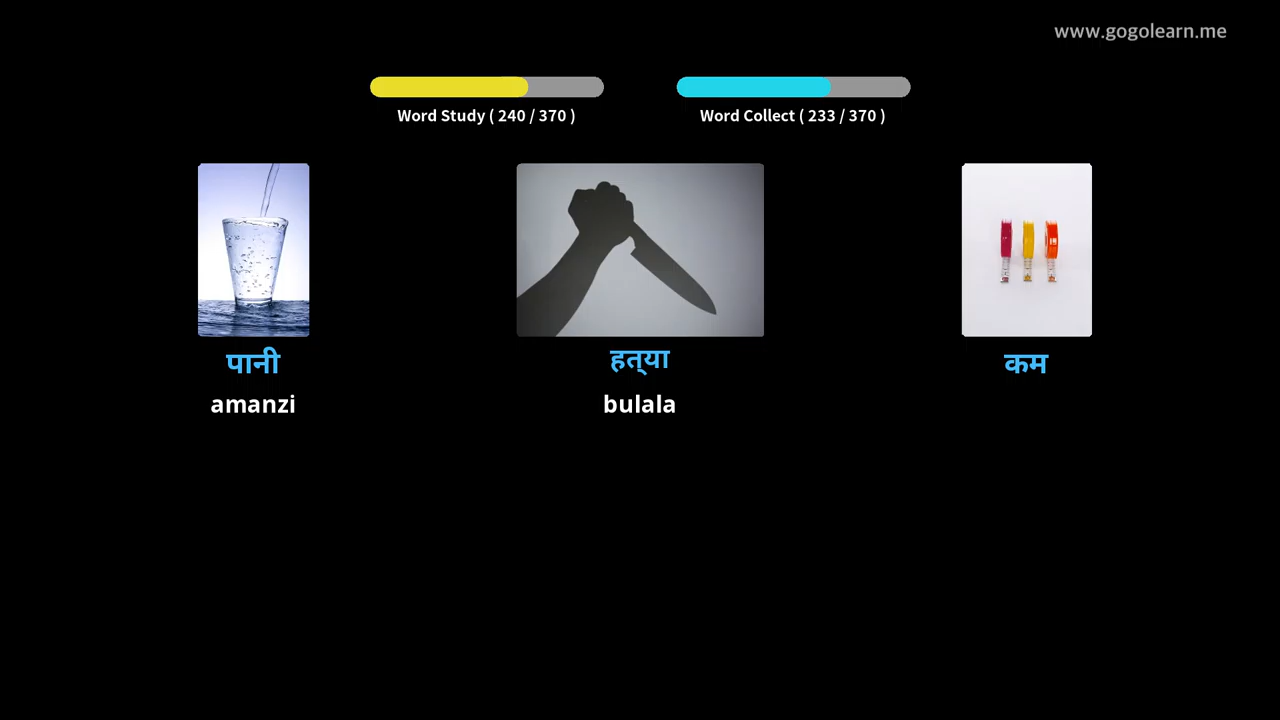 www.gogolearn.me
Word Study ( 240 / 370 )
Word Collect ( 233 / 370 )
पानी
हत्‌या
कम
amanzi
bulala